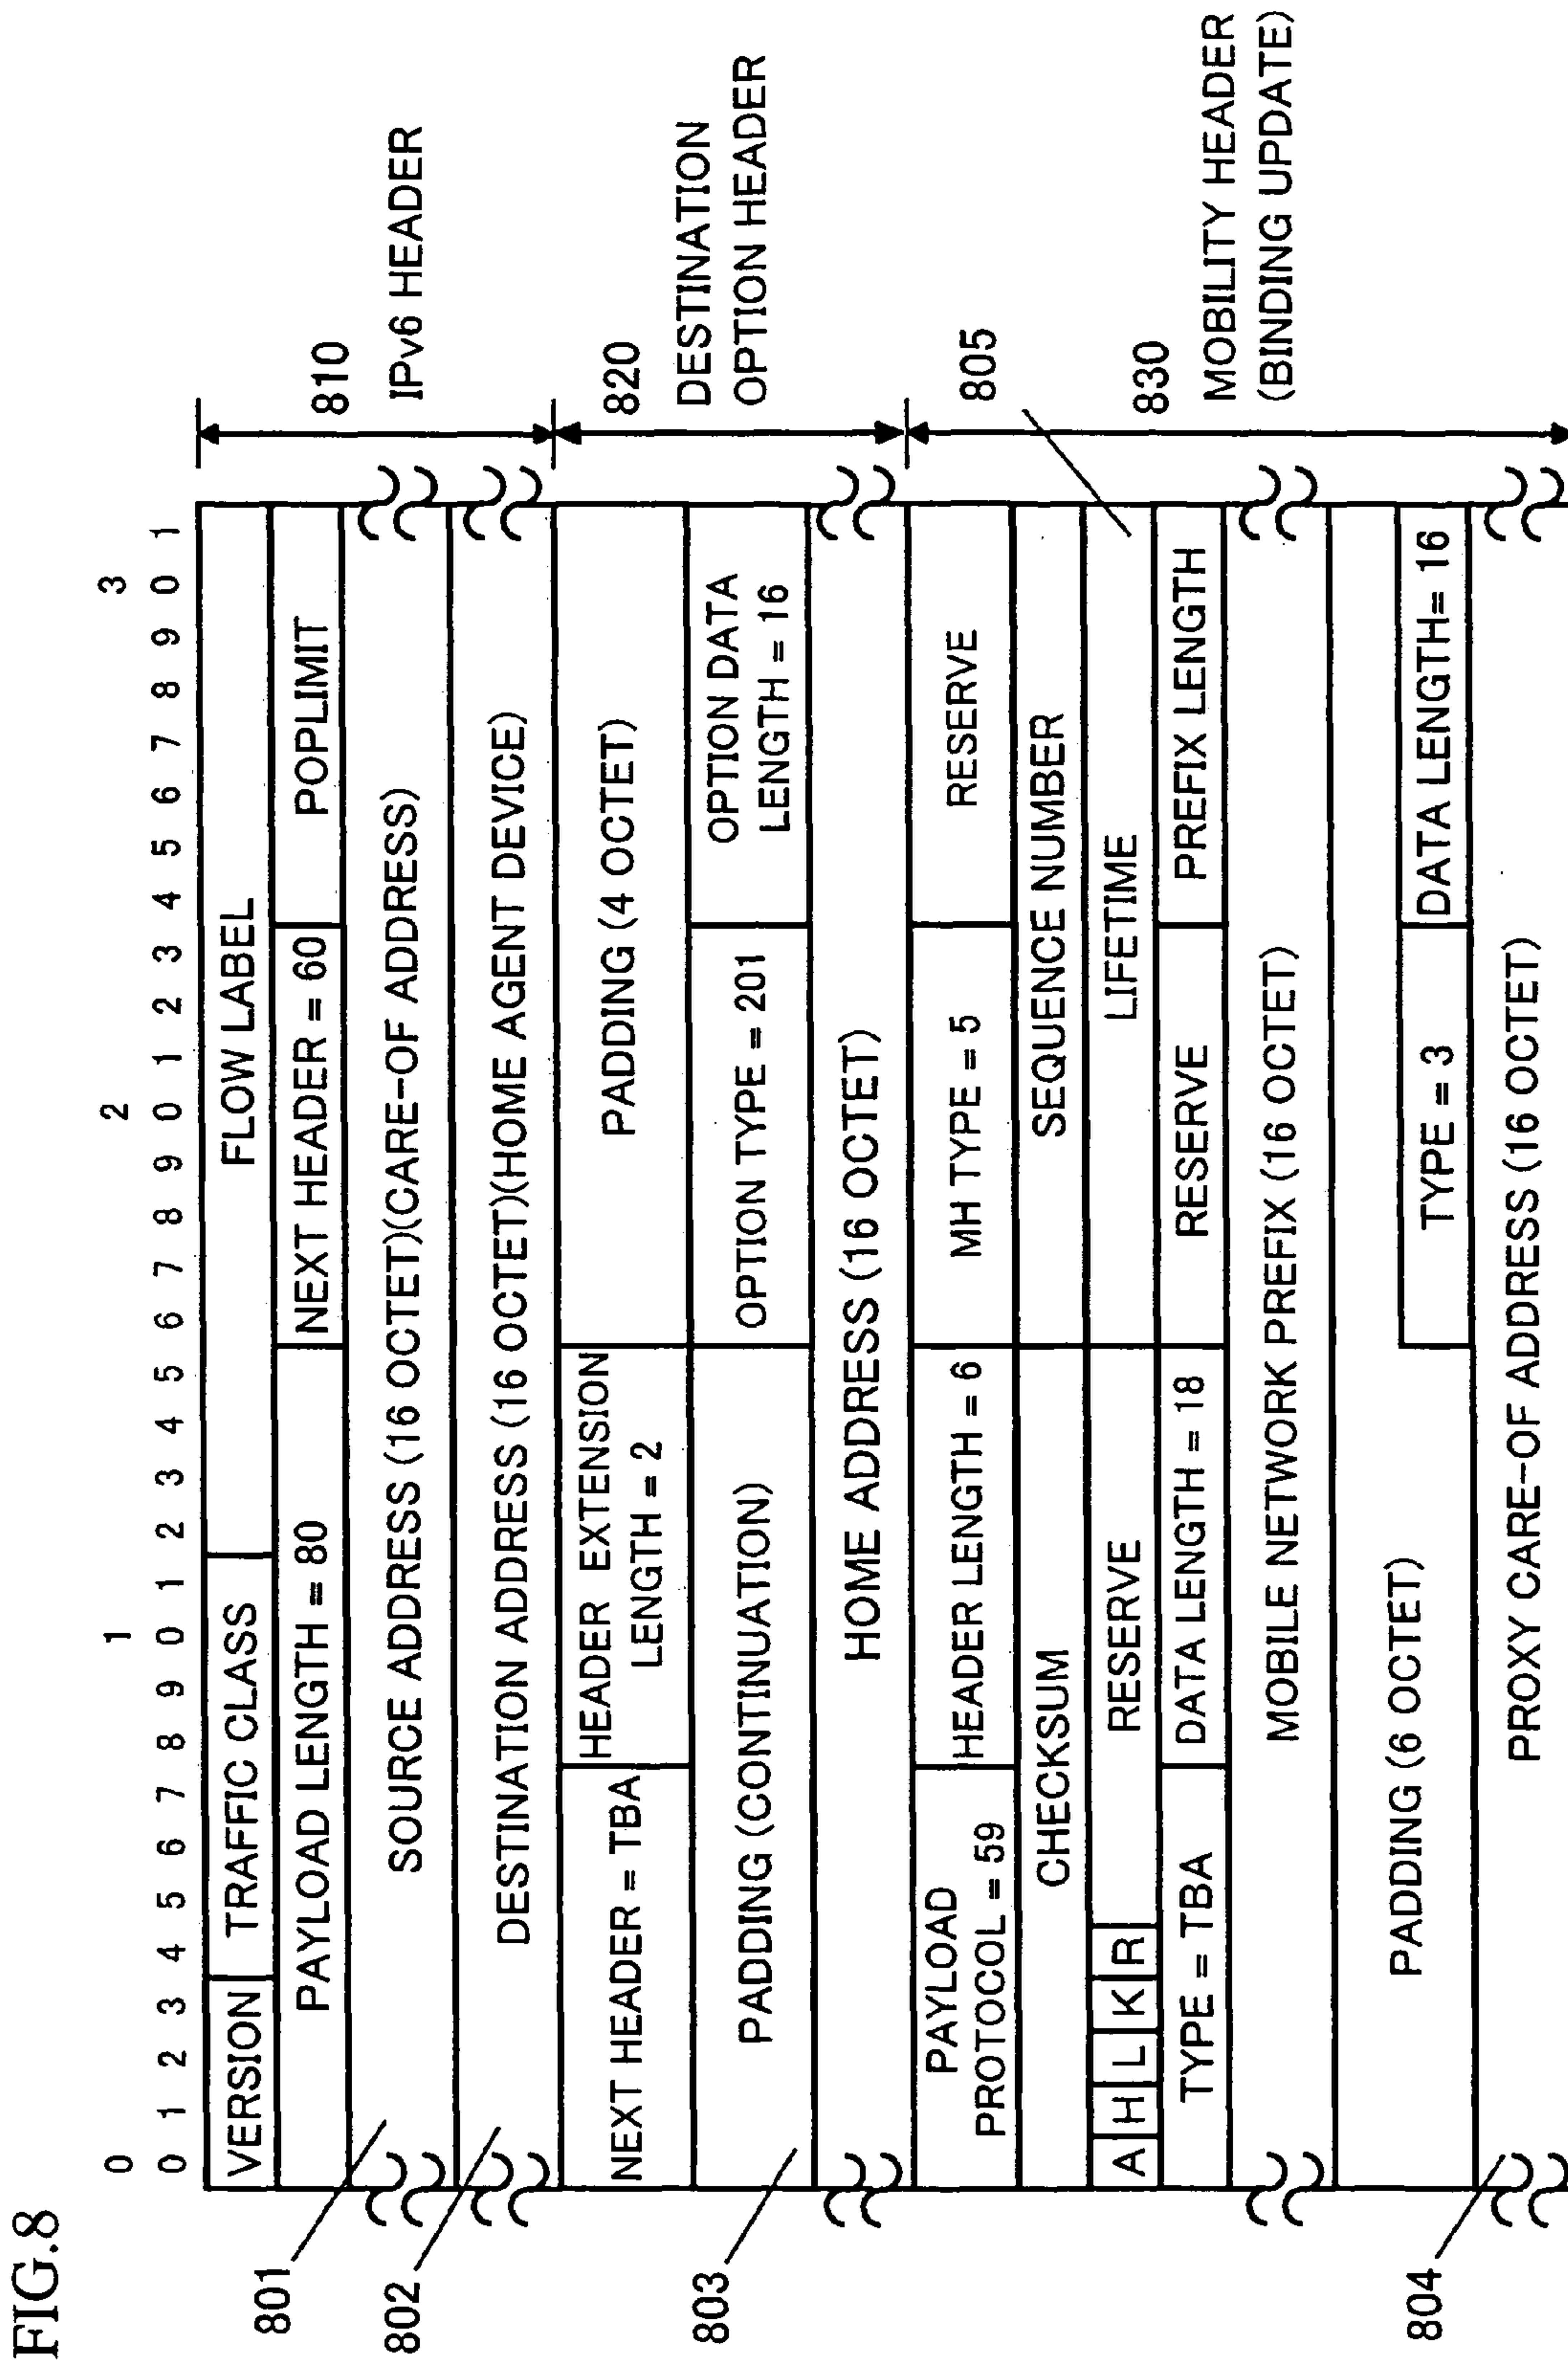 FIG.8
0 1 2 3
0 1 2 3 4 5 6 7 8 9 0 1 2 3 4 5 6 7 8 9 0 1 2 3 4 5 6 7 8 9 0 1
VERSION TRAFFIC CLASS FLOW LABEL
PAYLOAD LENGTH = 80 NEXT HEADER = 60 POPLIMIT
810
IPv6 HEADER
801
SOURCE ADDRESS (16 OCTET)(CARE-OF ADDRESS)
802
DESTINATION ADDRESS (16 OCTET)(HOME AGENT DEVICE)
NEXT HEADER = TBA
HEADER EXTENSION
LENGTH = 2
PADDING (4 OCTET)
820
DESTINATION
OPTION HEADER
PADDING (CONTINUATION)
OPTION TYPE = 201
OPTION DATA
LENGTH = 16
803
HOME ADDRESS (16 OCTET)
PAYLOAD
PROTOCOL = 59
HEADER LENGTH = 6
MH TYPE = 5
RESERVE
805
CHECKSUM SEQUENCE NUMBER
A H L K R RESERVE LIFETIME
830
MOBILITY HEADER
(BINDING UPDATE)
TYPE = TBA DATA LENGTH = 18 RESERVE PREFIX LENGTH
MOBILE NETWORK PREFIX (16 OCTET)
PADDING (6 OCTET)
TYPE = 3 DATA LENGTH= 16
804
PROXY CARE-OF ADDRESS (16 OCTET)